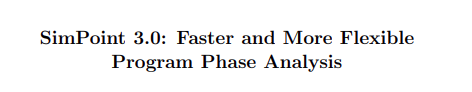 SimPoint 3.0: Faster and More Flexible
Program Phase Analysis